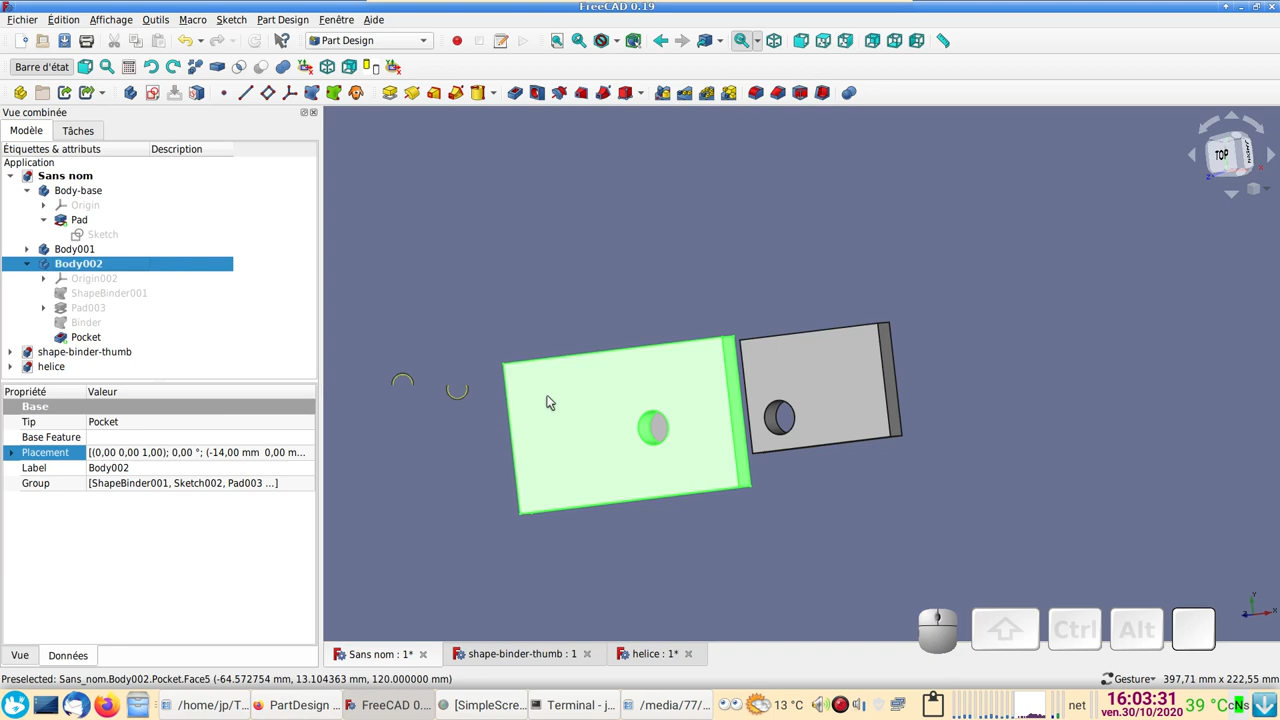 FreeCAD 0.19
Fichier Édition Affichage Outils Macro Sketch Part Design Fenêtre Aide
Part Design
Barre d'état
Vue combinée
Modèle Tâches
Étiquettes & attributs Description
Application
Sans nom
Body-base
Origin
Pad
Sketch
Body001
Body002
Origin002
ShapeBinder001
Pad003
Binder
Pocket
shape-binder-thumb
helice
Propriété Valeur
Base
Tip Pocket
Base Feature
Placement [(0,00 0,00 1,00); 0,00 °; (-14,00 mm 0,00 m...
Label Body002
Group [ShapeBinder001, Sketch002, Pad003 ...]
TOP
Ctrl Alt
Vue Données
Sans nom : 1* shape-binder-thumb : 1 helice : 1*
Preselected: Sans_nom.Body002.Pocket.Face5 (-64.572754 mm, 13.104363 mm, 120.000000 mm)
Gesture 397,71 mm x 222,55 mm
/home/jp/T... PartDesign ... FreeCAD 0.... [SimpleScre... Terminal - j... /media/77/...
13 °C
net
16:03:31
ven.30/10/2020
39 °C